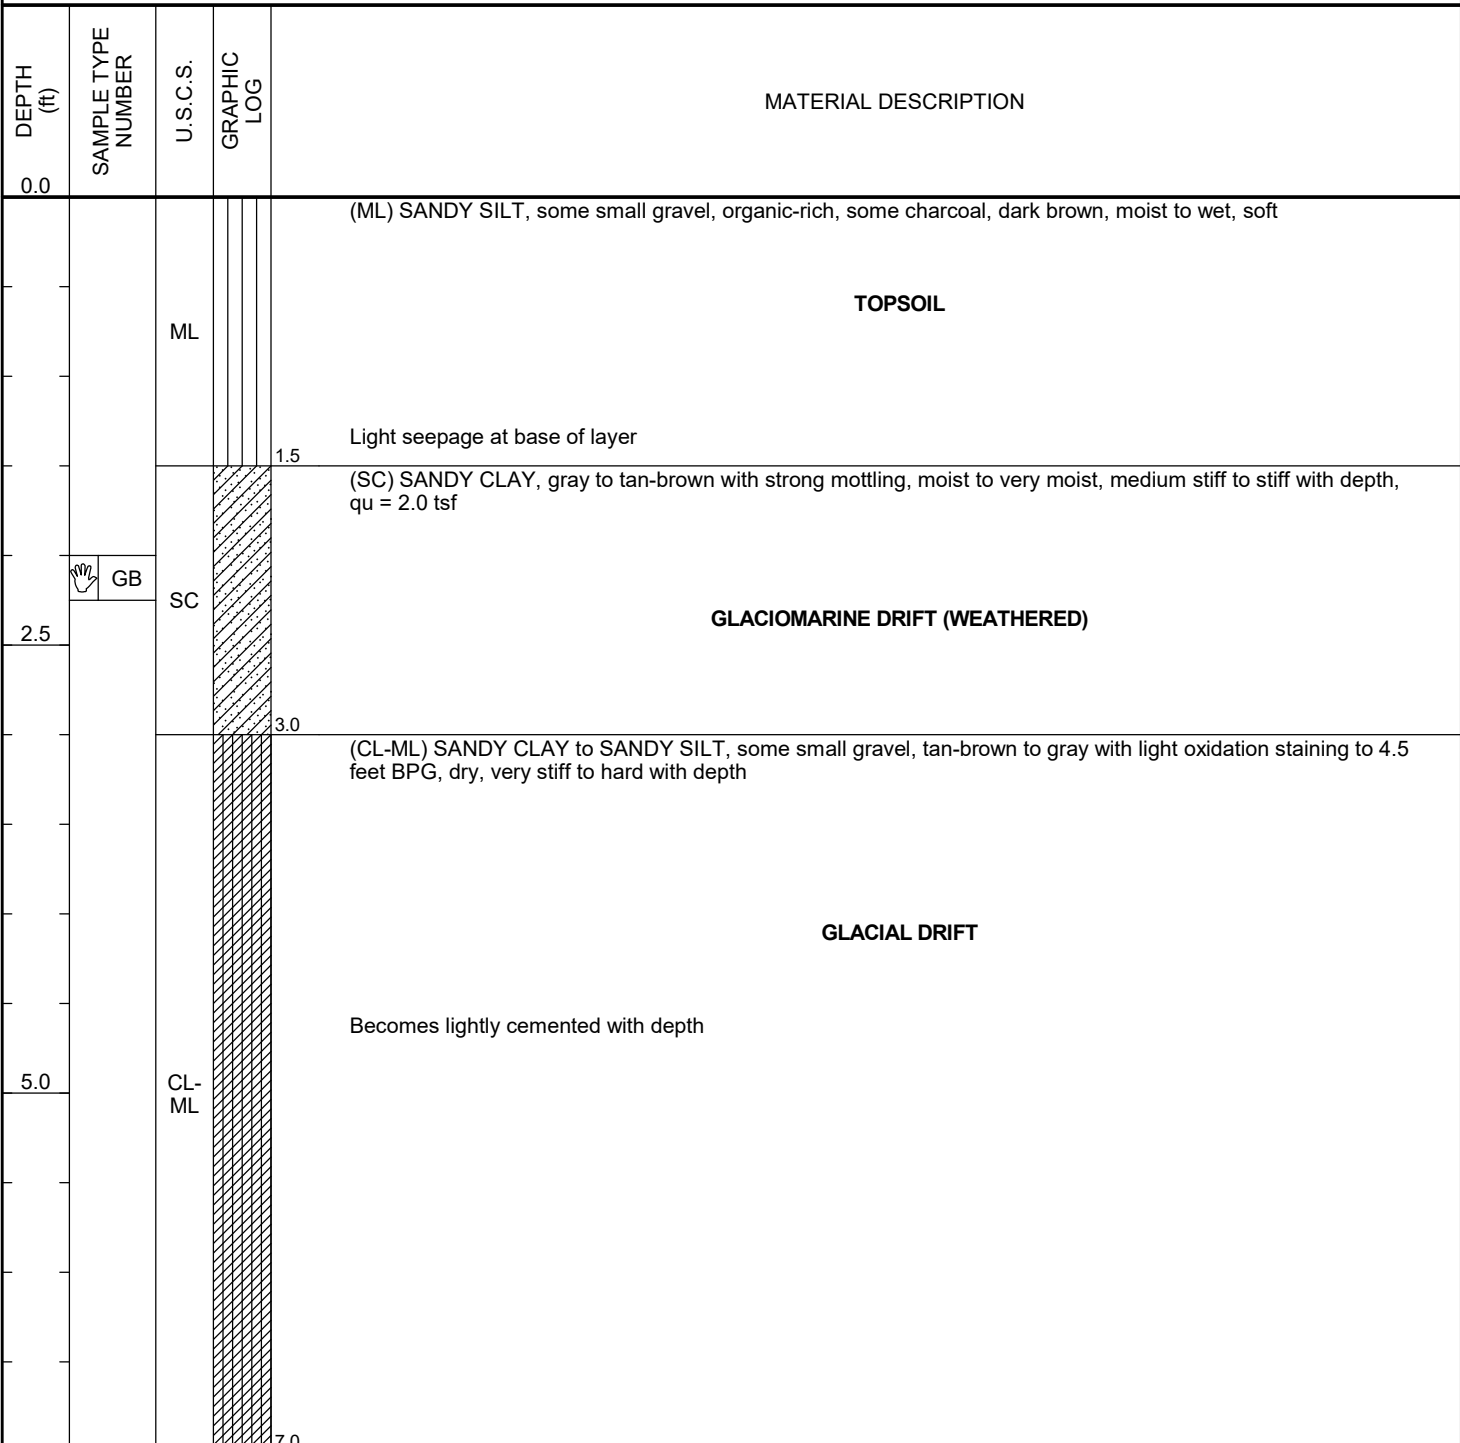 DEPTH
(ft)
SAMPLE TYPE
NUMBER
U.S.C.S.
GRAPHIC
LOG
MATERIAL DESCRIPTION
0.0
(ML) SANDY SILT, some small gravel, organic-rich, some charcoal, dark brown, moist to wet, soft
TOPSOIL
ML
Light seepage at base of layer
1.5
(SC) SANDY CLAY, gray to tan-brown with strong mottling, moist to very moist, medium stiff to stiff with depth,
qu = 2.0 tsf
GB
SC
GLACIOMARINE DRIFT (WEATHERED)
2.5
3.0
(CL-ML) SANDY CLAY to SANDY SILT, some small gravel, tan-brown to gray with light oxidation staining to 4.5
feet BPG, dry, very stiff to hard with depth
GLACIAL DRIFT
Becomes lightly cemented with depth
5.0
CL-
ML
7.0